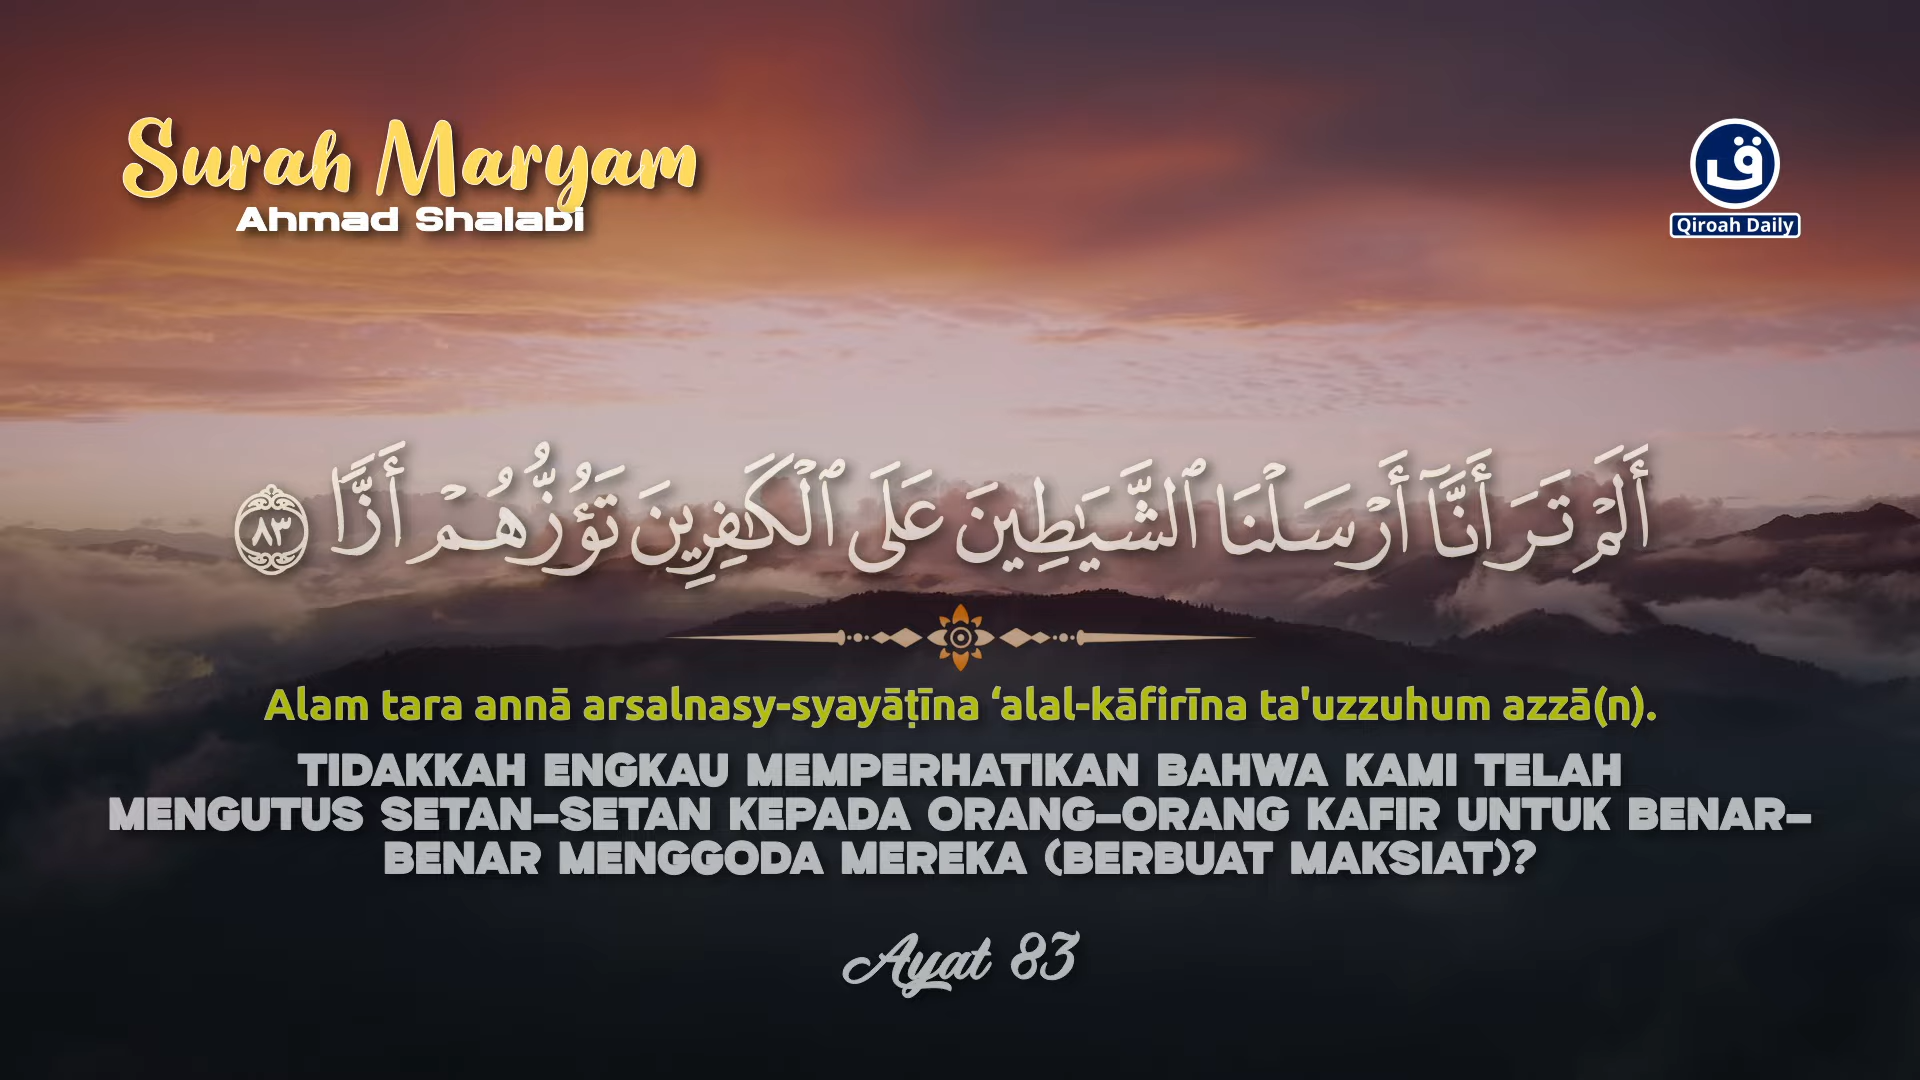 Surah Maryam
Ahmad Shalabi
ق
Qiroah Daily
أَلَمْ تَرَ أَنَّآ أَرْسَلْنَا ٱلشَّيَـٰطِينَ عَلَى ٱلْكَـٰفِرِينَ تَؤُزُّهُمْ أَزًّا ٨٣
Alam tara annā arsalnasy-syayāṭīna ‘alal-kāfirīna ta'uzzuhum azzā(n).
TIDAKKAH ENGKAU MEMPERHATIKAN BAHWA KAMI TELAH
MENGUTUS SETAN-SETAN KEPADA ORANG-ORANG KAFIR UNTUK BENAR-
BENAR MENGGODA MEREKA (BERBUAT MAKSIAT)?
Ayat 83